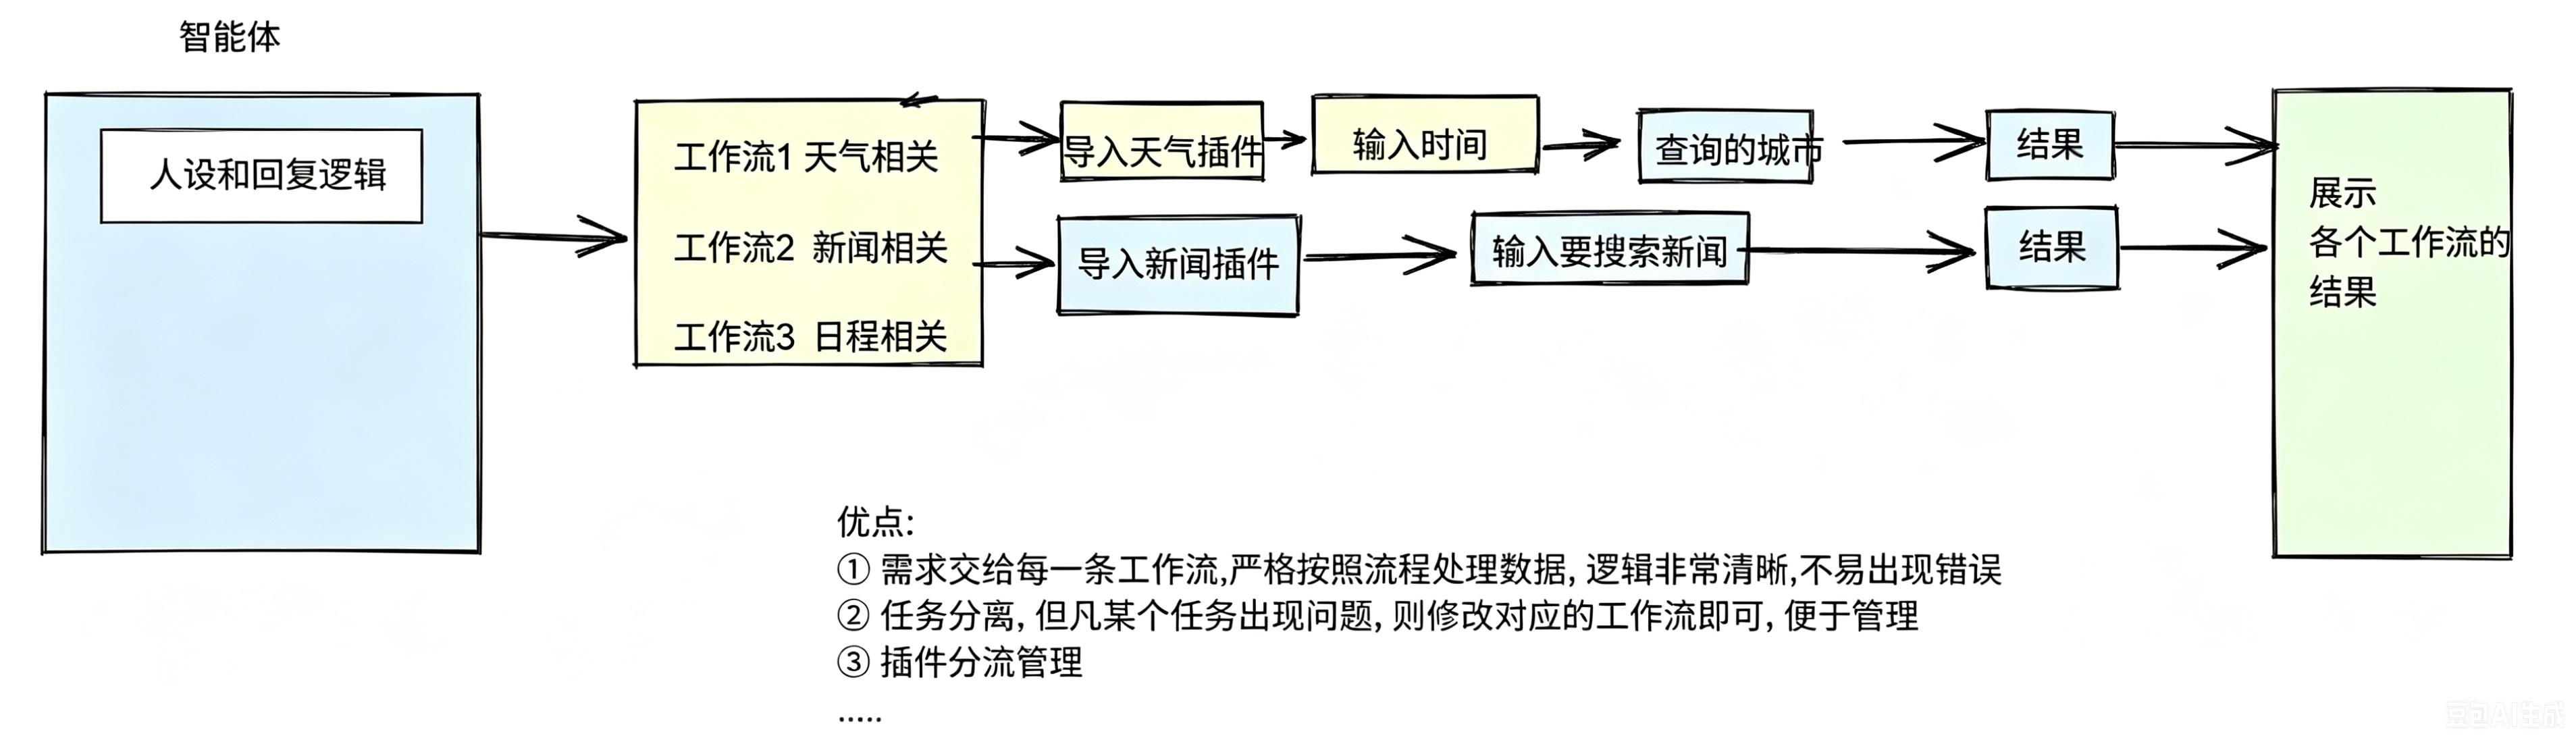 智能体
人设和回复逻辑
工作流1 天气相关
工作流2 新闻相关
工作流3 日程相关
导入天气插件
输入时间
查询的城市
结果
导入新闻插件
输入要搜索新闻
结果
展示
各个工作流的
结果
优点:
① 需求交给每一条工作流,严格按照流程处理数据, 逻辑非常清晰,不易出现错误
② 任务分离, 但凡某个任务出现问题, 则修改对应的工作流即可, 便于管理
③ 插件分流管理
.....
豆包AI生成